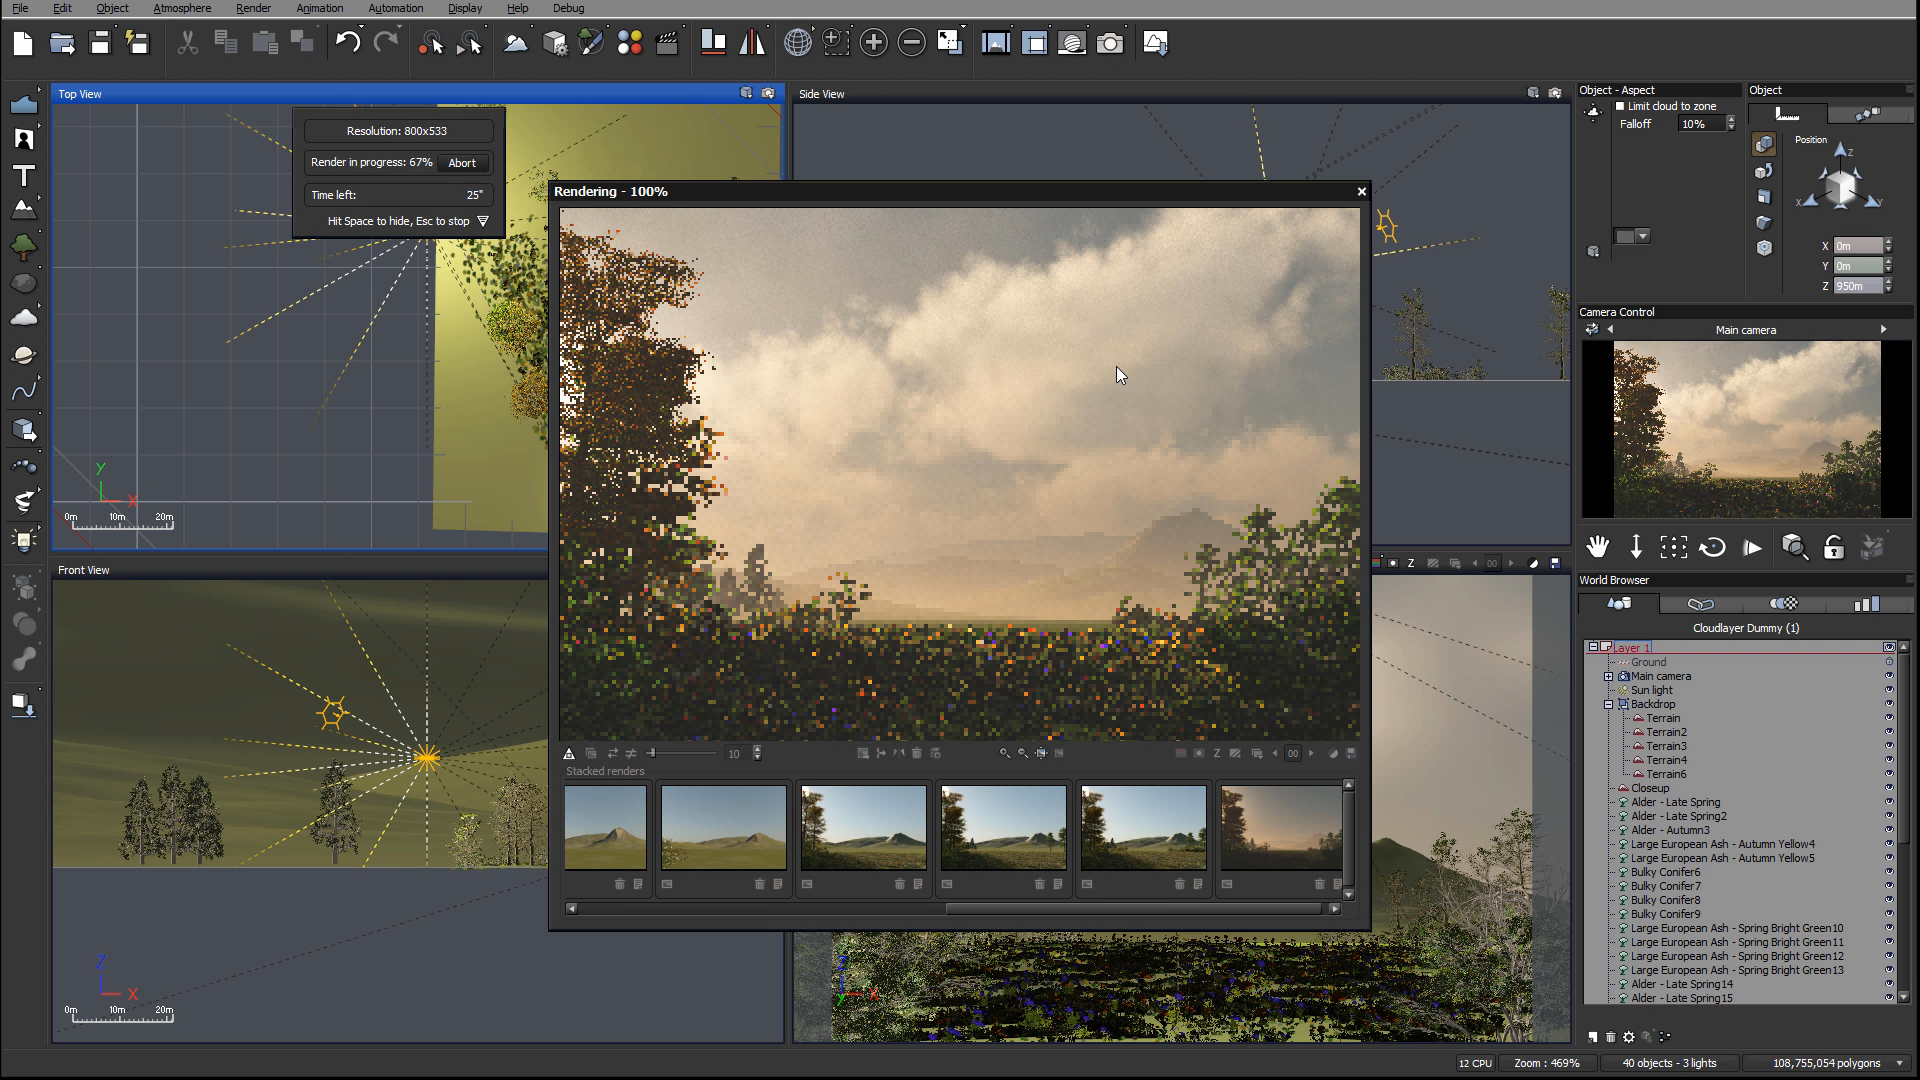 File Edit Object Atmosphere Render Animation Automation Display Help Debug
Top View
Resolution: 800x533
Render in progress: 67% Abort
Time left: 25"
Hit Space to hide, Esc to stop
Y
X
0m 10m 20m
Side View
Rendering - 100%
10
Z
00
Stacked renders
Front View
Z
X
0m 10m 20m
Z 00
Z
Y
X
Object - Aspect
Limit cloud to zone
Falloff 10%
Object
Position
Z
X
Y
X 0m
Y 0m
Z 950m
Camera Control
Main camera
World Browser
Cloudlayer Dummy (1)
Layer 1
Ground
Main camera
Sun light
Backdrop
Terrain
Terrain2
Terrain3
Terrain4
Terrain6
Closeup
Alder - Late Spring
Alder - Late Spring2
Alder - Autumn3
Large European Ash - Autumn Yellow4
Large European Ash - Autumn Yellow5
Bulky Conifer6
Bulky Conifer7
Bulky Conifer8
Bulky Conifer9
Large European Ash - Spring Bright Green10
Large European Ash - Spring Bright Green11
Large European Ash - Spring Bright Green12
Large European Ash - Spring Bright Green13
Alder - Late Spring14
Alder - Late Spring15
12 CPU Zoom : 469% 40 objects - 3 lights 108,755,054 polygons